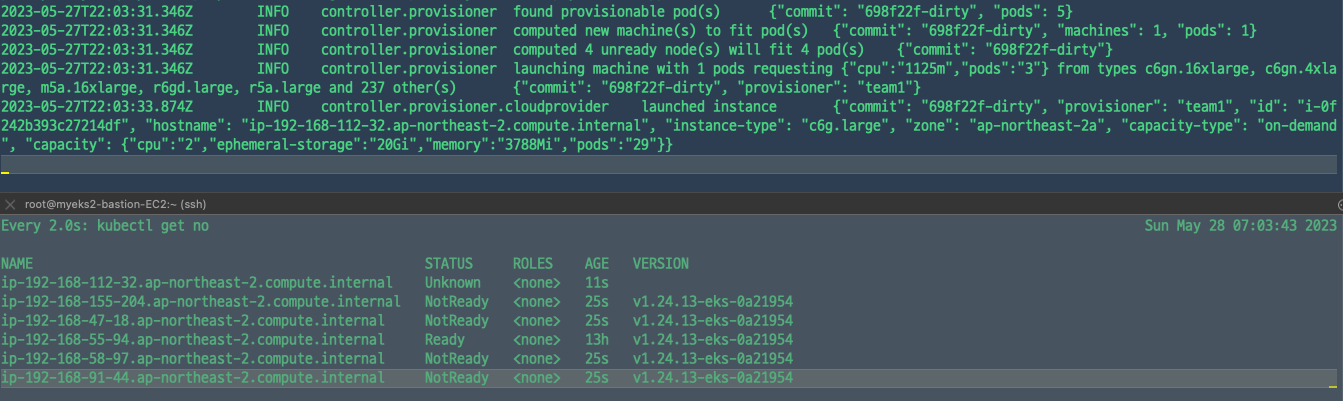 2023-05-27T22:03:31.346Z        INFO    controller.provisioner  found provisionable pod(s)      {"commit": "698f22f-dirty", "pods": 5}
2023-05-27T22:03:31.346Z        INFO    controller.provisioner  computed new machine(s) to fit pod(s)   {"commit": "698f22f-dirty", "machines": 1, "pods": 1}
2023-05-27T22:03:31.346Z        INFO    controller.provisioner  computed 4 unready node(s) will fit 4 pod(s)    {"commit": "698f22f-dirty"}
2023-05-27T22:03:31.346Z        INFO    controller.provisioner  launching machine with 1 pods requesting {"cpu":"1125m","pods":"3"} from types c6gn.16xlarge, c6gn.4xla
rge, m5a.16xlarge, r6gd.large, r5a.large and 237 other(s)       {"commit": "698f22f-dirty", "provisioner": "team1"}
2023-05-27T22:03:33.874Z        INFO    controller.provisioner.cloudprovider    launched instance       {"commit": "698f22f-dirty", "provisioner": "team1", "id": "i-0f
242b393c27214df", "hostname": "ip-192-168-112-32.ap-northeast-2.compute.internal", "instance-type": "c6g.large", "zone": "ap-northeast-2a", "capacity-type": "on-demand
", "capacity": {"cpu":"2","ephemeral-storage":"20Gi","memory":"3788Mi","pods":"29"}}
root@myeks2-bastion-EC2:~ (ssh)
Every 2.0s: kubectl get no    Sun May 28 07:03:43 2023
NAME    STATUS    ROLES    AGE    VERSION
ip-192-168-112-32.ap-northeast-2.compute.internal    Unknown    <none>   11s
ip-192-168-155-204.ap-northeast-2.compute.internal   NotReady   <none>   25s   v1.24.13-eks-0a21954
ip-192-168-47-18.ap-northeast-2.compute.internal     NotReady   <none>   25s   v1.24.13-eks-0a21954
ip-192-168-55-94.ap-northeast-2.compute.internal     Ready      <none>   13h   v1.24.13-eks-0a21954
ip-192-168-58-97.ap-northeast-2.compute.internal     NotReady   <none>   25s   v1.24.13-eks-0a21954
ip-192-168-91-44.ap-northeast-2.compute.internal     NotReady   <none>   25s   v1.24.13-eks-0a21954